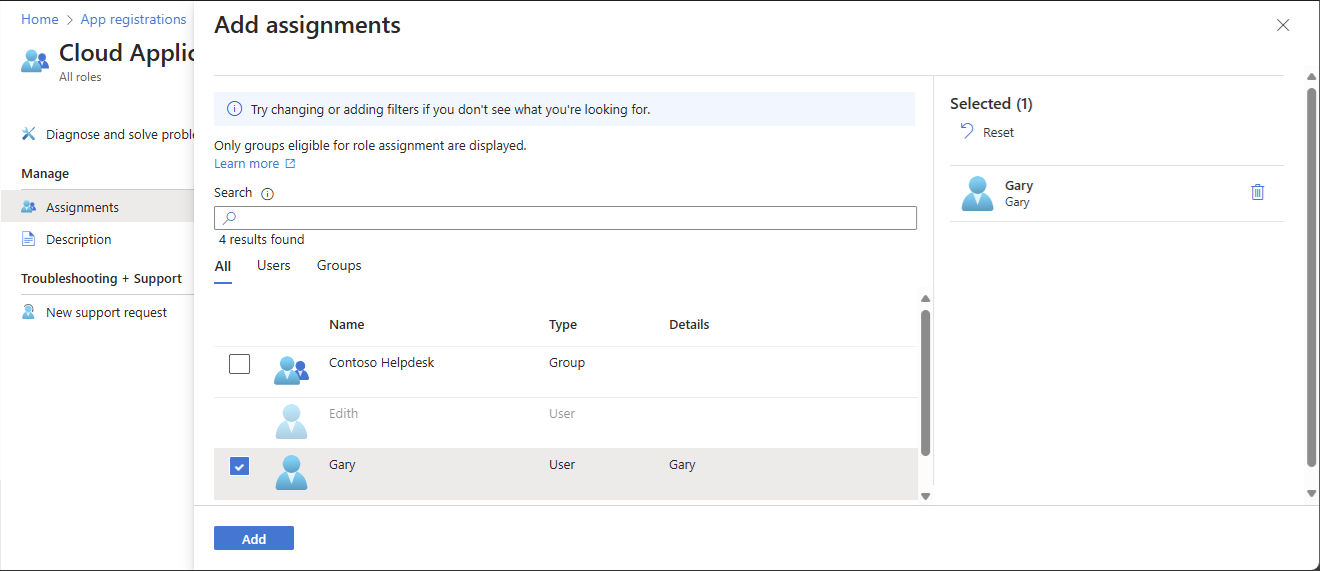 Home > App registrations
Cloud Applic
All roles
Diagnose and solve proble
Manage
Assignments
Description
Troubleshooting + Support
New support request
Add assignments
Try changing or adding filters if you don't see what you're looking for.
Only groups eligible for role assignment are displayed.
Learn more
Search
4 results found
All Users Groups
Name Type Details
Contoso Helpdesk Group
Edith User
Gary User Gary
Add
Selected (1)
Reset
Gary
Gary